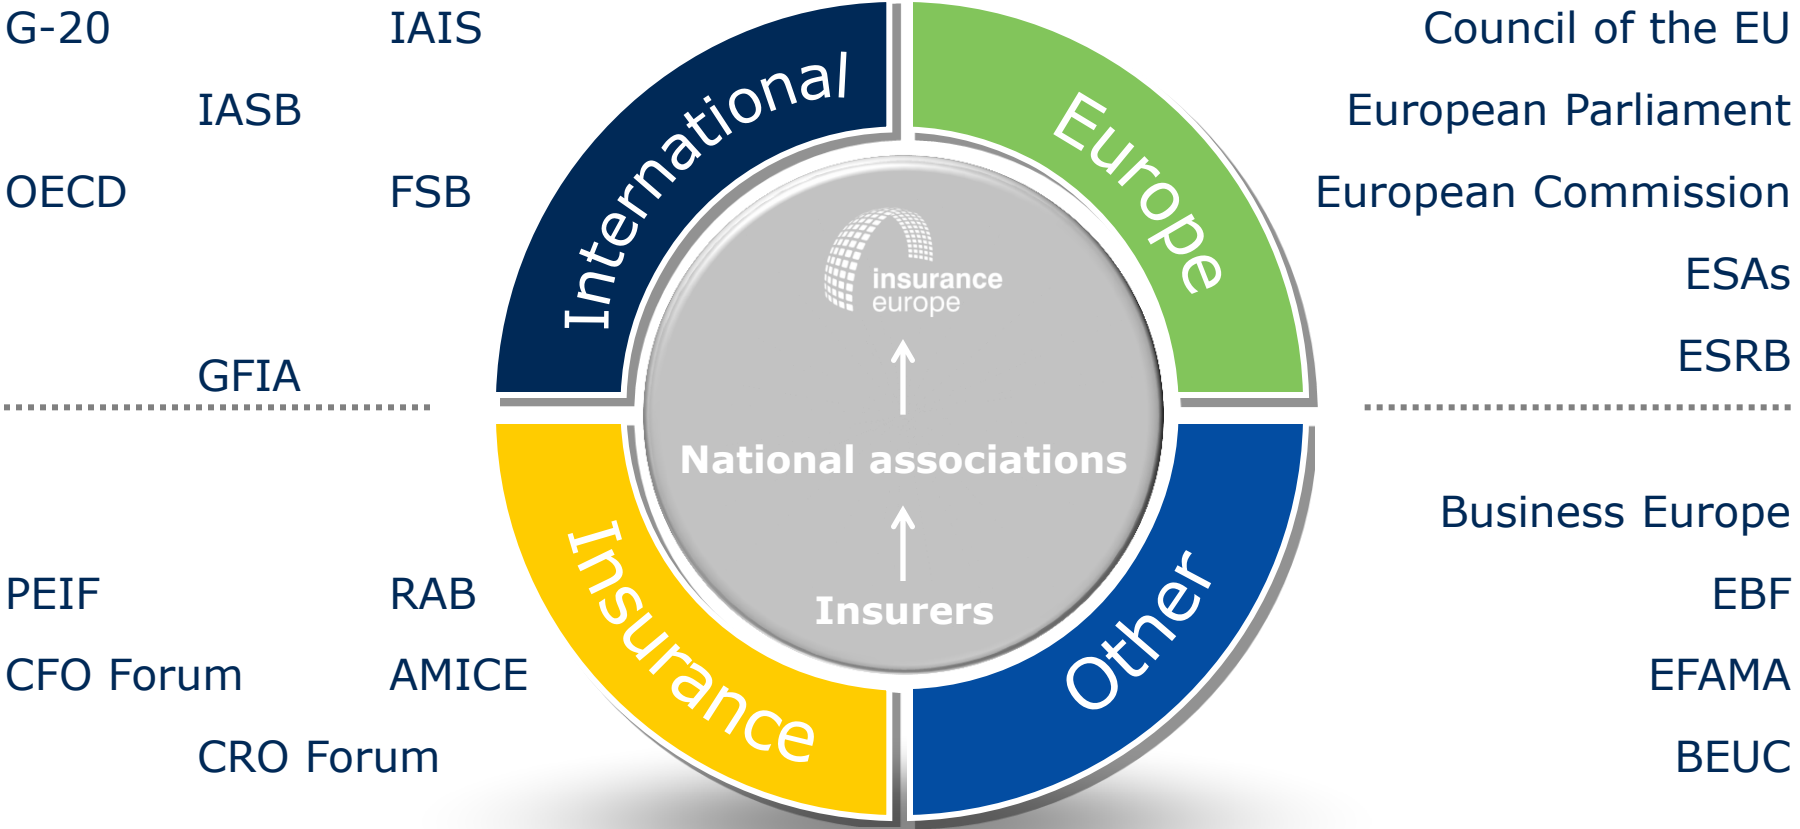 G-20 IAIS
IASB
OECD FSB
GFIA
International
Europe
Council of the EU
European Parliament
European Commission
ESAs
ESRB
insurance
europe
National associations
Insurers
Insurance
Other
PEIF RAB
CFO Forum AMICE
CRO Forum
Business Europe
EBF
EFAMA
BEUC